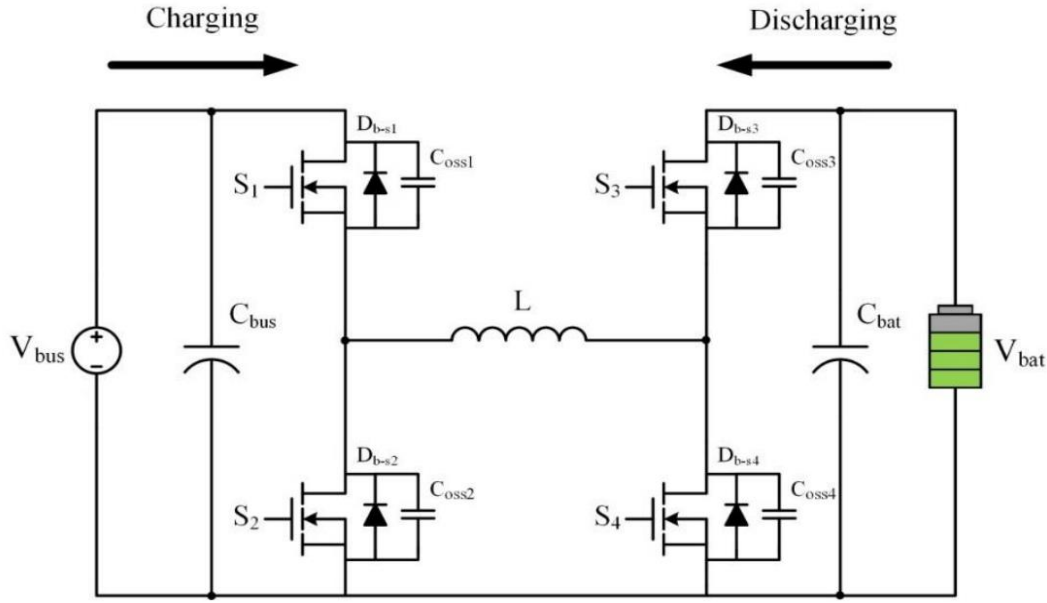 Charging
Discharging
D_b-s1
C_oss1
S_1
D_b-s3
C_oss3
S_3
L
V_bus
+
-
C_bus
C_bat
V_bat
D_b-s2
C_oss2
S_2
D_b-s4
C_oss4
S_4